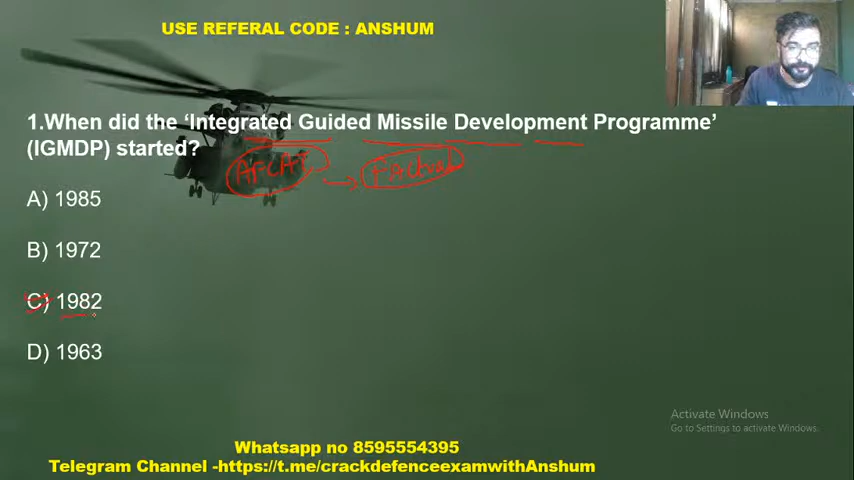 USE REFERAL CODE : ANSHUM
1.When did the ‘Integrated Guided Missile Development Programme’
(IGMDP) started?
AFCAT
A) 1985
B) 1972
C) 1982
D) 1963
Activate Windows
Go to Settings to activate Windows.
Whatsapp no 8595554395
Telegram Channel -https://t.me/crackdefenceexamwithAnshum